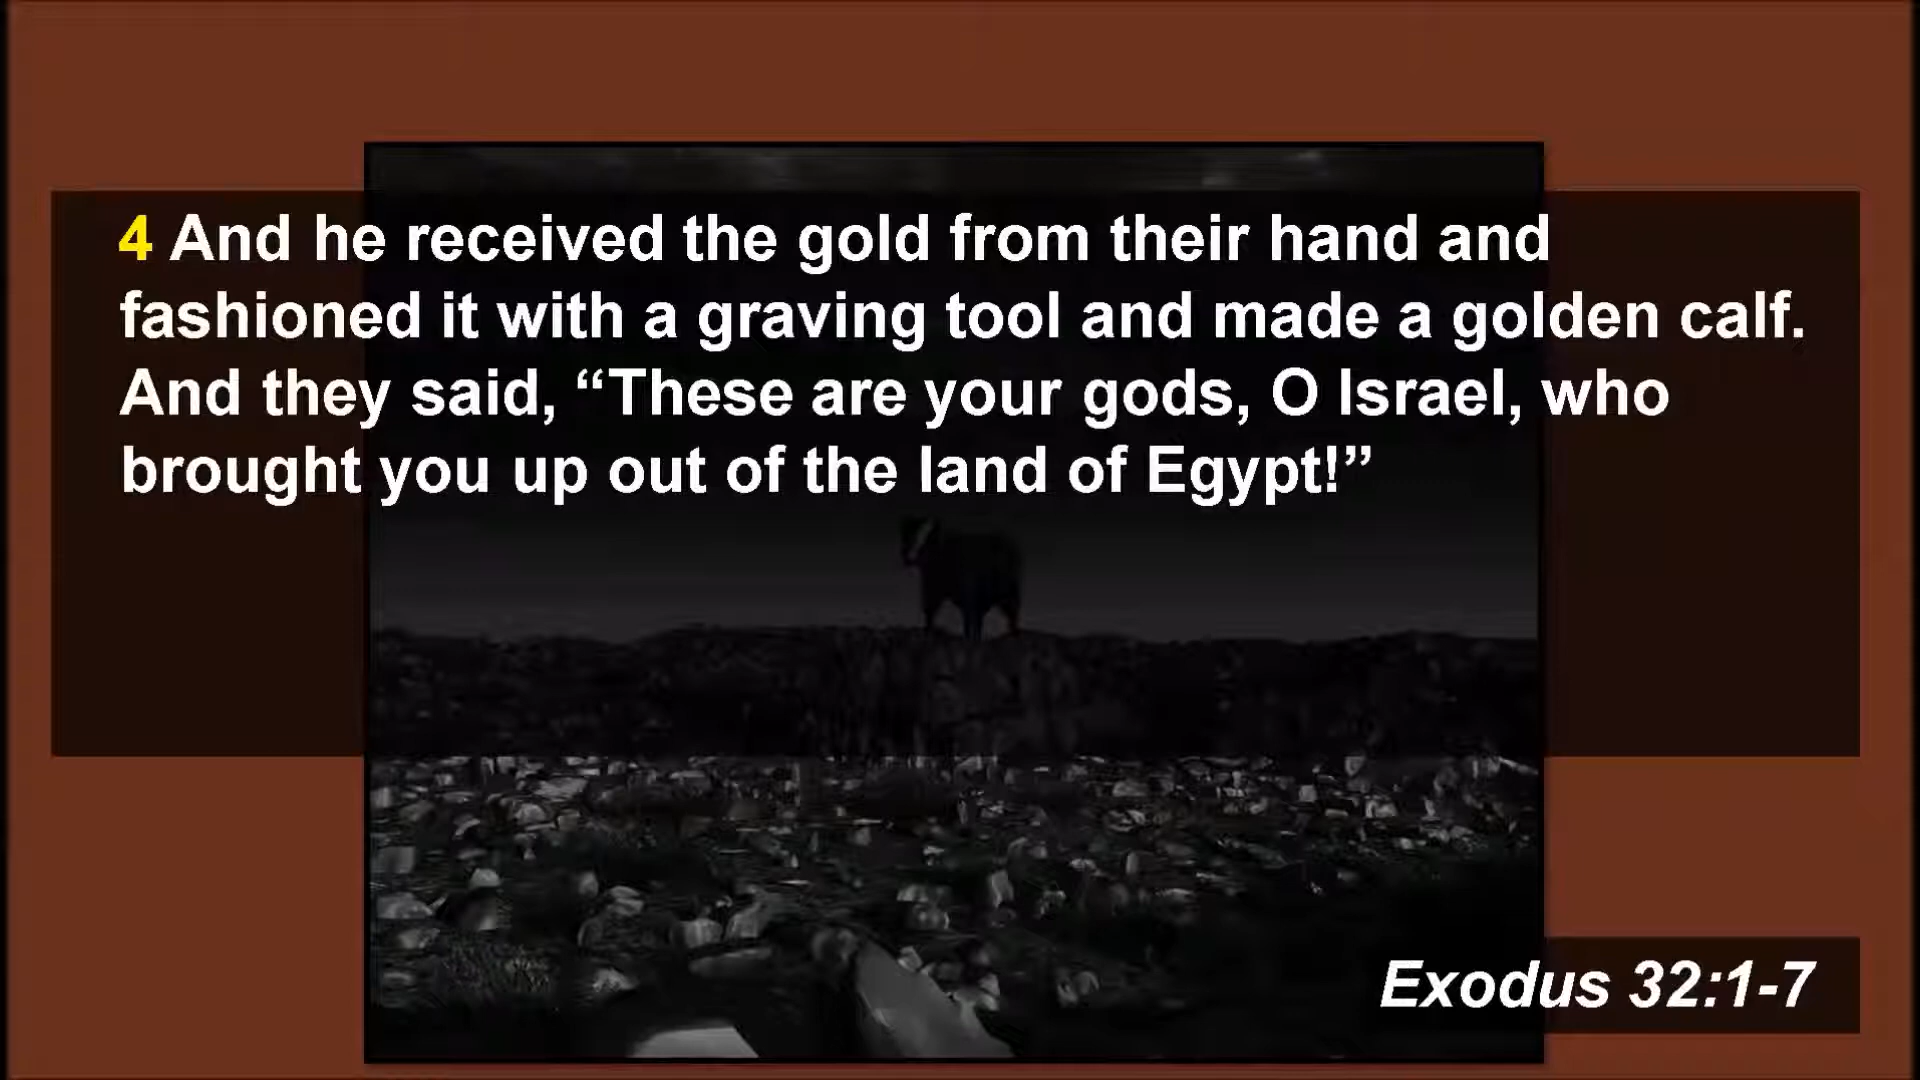 4 And he received the gold from their hand and
fashioned it with a graving tool and made a golden calf.
And they said, “These are your gods, O Israel, who
brought you up out of the land of Egypt!”
Exodus 32:1-7